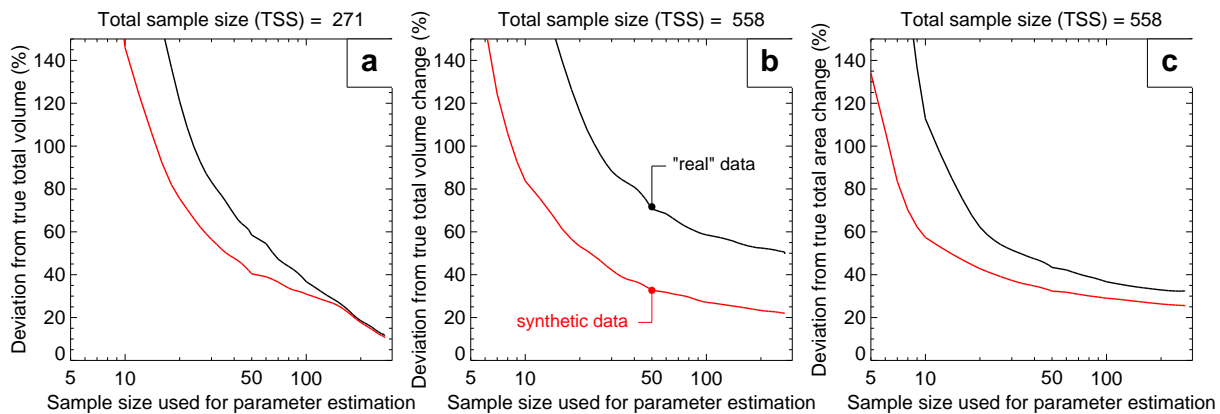 Total sample size (TSS) = 271
a
Deviation from true total volume (%)
140
120
100
80
60
40
20
0
5 10 50 100
Sample size used for parameter estimation
Total sample size (TSS) = 558
b
"real" data
synthetic data
Deviation from true total volume change (%)
140
120
100
80
60
40
20
0
5 10 50 100
Sample size used for parameter estimation
Total sample size (TSS) = 558
c
Deviation from true total area change (%)
140
120
100
80
60
40
20
0
5 10 50 100
Sample size used for parameter estimation